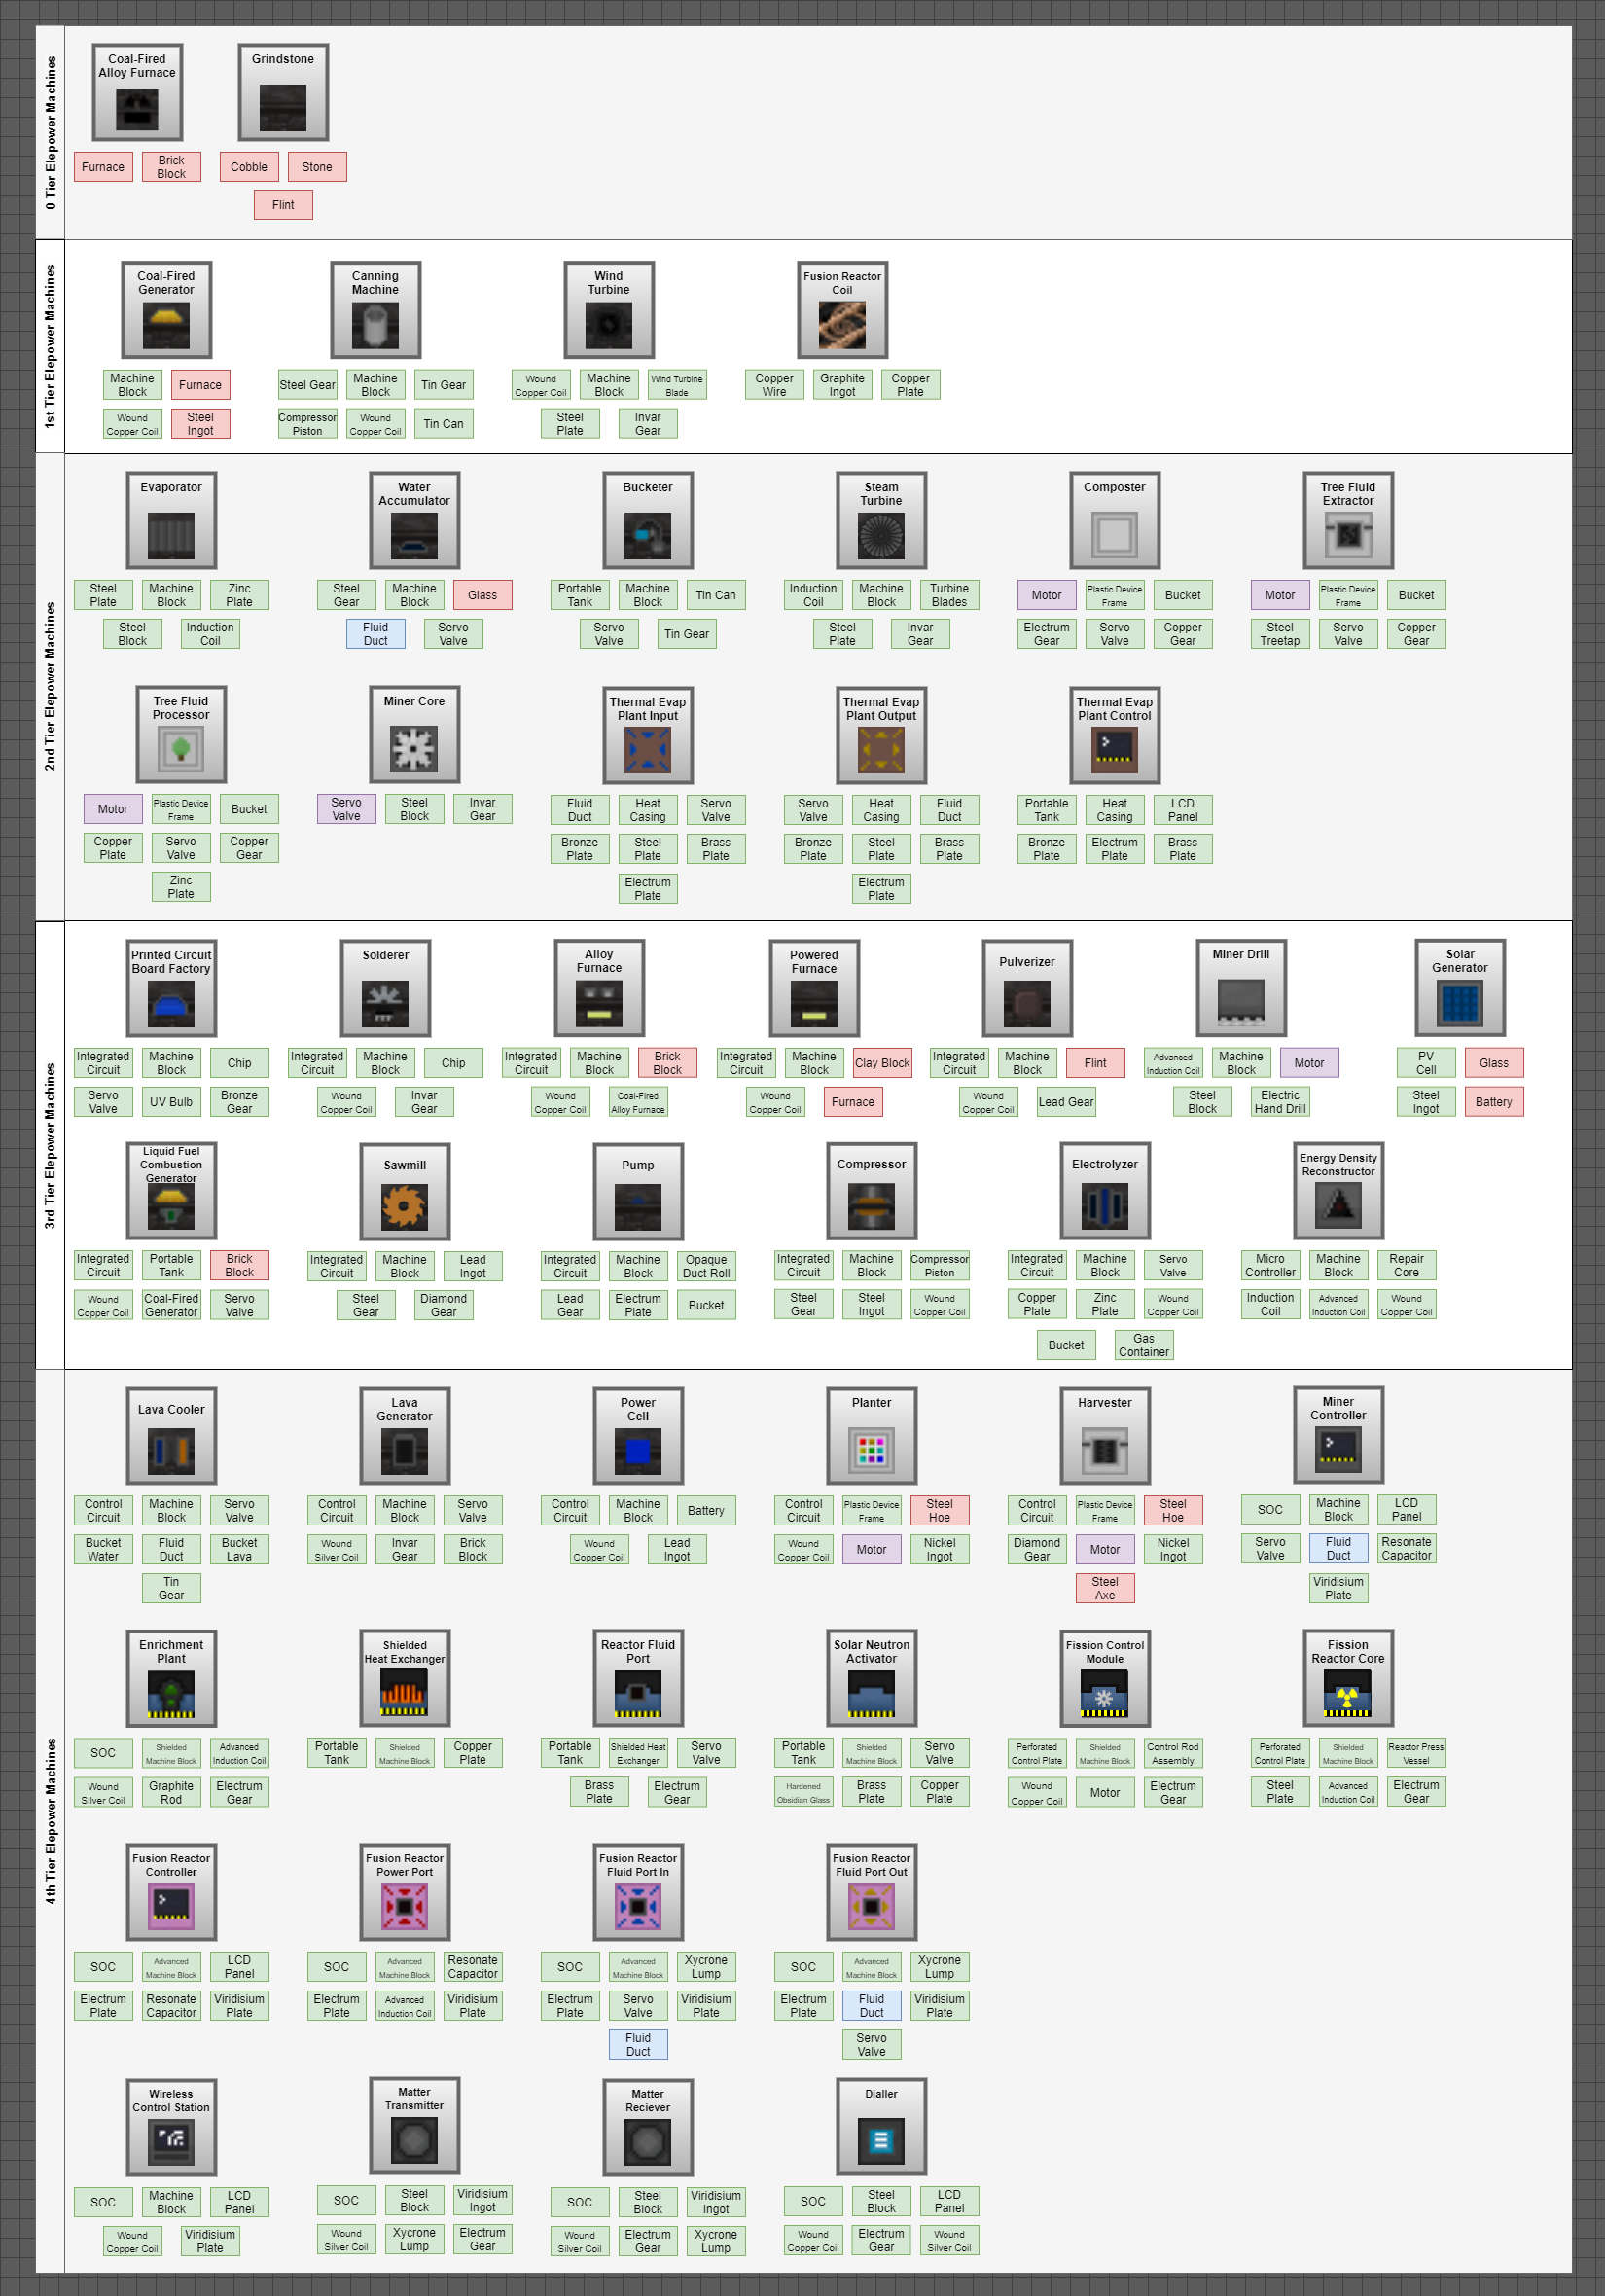 0 Tier Elepower Machines
Coal-Fired
Alloy Furnace
Grindstone
Furnace
Brick
Block
Cobble
Stone
Flint
1st Tier Elepower Machines
Coal-Fired
Generator
Canning
Machine
Wind
Turbine
Fusion Reactor
Coil
Machine
Block
Furnace
Wound
Copper Coil
Steel
Ingot
Steel Gear
Machine
Block
Tin Gear
Compressor
Piston
Wound
Copper Coil
Tin Can
Wound
Copper Coil
Machine
Block
Wind Turbine
Blade
Steel
Plate
Invar
Gear
Copper
Wire
Graphite
Ingot
Copper
Plate
2nd Tier Elepower Machines
Evaporator
Water
Accumulator
Bucketer
Steam
Turbine
Composter
Tree Fluid
Extractor
Steel
Plate
Machine
Block
Zinc
Plate
Steel
Block
Induction
Coil
Steel
Gear
Machine
Block
Glass
Fluid
Duct
Servo
Valve
Portable
Tank
Machine
Block
Tin Can
Servo
Valve
Tin Gear
Induction
Coil
Machine
Block
Turbine
Blades
Steel
Plate
Invar
Gear
Motor
Plastic Device
Frame
Bucket
Electrum
Gear
Servo
Valve
Copper
Gear
Motor
Plastic Device
Frame
Bucket
Steel
Treetap
Servo
Valve
Copper
Gear
Tree Fluid
Processor
Miner Core
Thermal Evap
Plant Input
Thermal Evap
Plant Output
Thermal Evap
Plant Control
Motor
Plastic Device
Frame
Bucket
Copper
Plate
Servo
Valve
Copper
Gear
Zinc
Plate
Servo
Valve
Steel
Block
Invar
Gear
Fluid
Duct
Heat
Casing
Servo
Valve
Bronze
Plate
Steel
Plate
Brass
Plate
Electrum
Plate
Servo
Valve
Heat
Casing
Fluid
Duct
Bronze
Plate
Steel
Plate
Brass
Plate
Electrum
Plate
Portable
Tank
Heat
Casing
LCD
Panel
Bronze
Plate
Electrum
Plate
Brass
Plate
3rd Tier Elepower Machines
Printed Circuit
Board Factory
Solderer
Alloy
Furnace
Powered
Furnace
Pulverizer
Miner Drill
Solar
Generator
Integrated
Circuit
Machine
Block
Chip
Servo
Valve
UV Bulb
Bronze
Gear
Integrated
Circuit
Machine
Block
Chip
Wound
Copper Coil
Invar
Gear
Integrated
Circuit
Machine
Block
Brick
Block
Wound
Copper Coil
Coal-Fired
Alloy Furnace
Integrated
Circuit
Machine
Block
Clay Block
Wound
Copper Coil
Furnace
Integrated
Circuit
Machine
Block
Flint
Wound
Copper Coil
Lead Gear
Advanced
Induction Coil
Machine
Block
Motor
Steel
Block
Electric
Hand Drill
PV
Cell
Glass
Steel
Ingot
Battery
Liquid Fuel
Combustion
Generator
Sawmill
Pump
Compressor
Electrolyzer
Energy Density
Reconstructor
Integrated
Circuit
Portable
Tank
Brick
Block
Wound
Copper Coil
Coal-Fired
Generator
Servo
Valve
Integrated
Circuit
Machine
Block
Lead
Ingot
Steel
Gear
Diamond
Gear
Integrated
Circuit
Machine
Block
Opaque
Duct Roll
Lead
Gear
Electrum
Plate
Bucket
Integrated
Circuit
Machine
Block
Compressor
Piston
Steel
Gear
Steel
Ingot
Wound
Copper Coil
Integrated
Circuit
Machine
Block
Servo
Valve
Copper
Plate
Zinc
Plate
Wound
Copper Coil
Bucket
Gas
Container
Micro
Controller
Machine
Block
Repair
Core
Induction
Coil
Advanced
Induction Coil
Wound
Copper Coil
4th Tier Elepower Machines
Lava Cooler
Lava
Generator
Power
Cell
Planter
Harvester
Miner
Controller
Control
Circuit
Machine
Block
Servo
Valve
Bucket
Water
Fluid
Duct
Bucket
Lava
Tin
Gear
Control
Circuit
Machine
Block
Servo
Valve
Wound
Silver Coil
Invar
Gear
Brick
Block
Control
Circuit
Machine
Block
Battery
Wound
Copper Coil
Lead
Ingot
Control
Circuit
Plastic Device
Frame
Steel
Hoe
Wound
Copper Coil
Motor
Nickel
Ingot
Control
Circuit
Plastic Device
Frame
Steel
Hoe
Diamond
Gear
Motor
Nickel
Ingot
Steel
Axe
SOC
Machine
Block
LCD
Panel
Servo
Valve
Fluid
Duct
Resonate
Capacitor
Viridisium
Plate
Enrichment
Plant
Shielded
Heat Exchanger
Reactor Fluid
Port
Solar Neutron
Activator
Fission Control
Module
Fission
Reactor Core
SOC
Shielded
Machine Block
Advanced
Induction Coil
Wound
Silver Coil
Graphite
Rod
Electrum
Gear
Portable
Tank
Shielded
Machine Block
Copper
Plate
Portable
Tank
Shielded Heat
Exchanger
Servo
Valve
Brass
Plate
Electrum
Gear
Portable
Tank
Shielded
Machine Block
Servo
Valve
Hardened
Obsidian Glass
Brass
Plate
Copper
Plate
Perforated
Control Plate
Shielded
Machine Block
Control Rod
Assembly
Wound
Copper Coil
Motor
Electrum
Gear
Perforated
Control Plate
Shielded
Machine Block
Reactor Press
Vessel
Steel
Plate
Advanced
Induction Coil
Electrum
Gear
Fusion Reactor
Controller
Fusion Reactor
Power Port
Fusion Reactor
Fluid Port In
Fusion Reactor
Fluid Port Out
SOC
Advanced
Machine Block
LCD
Panel
Electrum
Plate
Resonate
Capacitor
Viridisium
Plate
SOC
Advanced
Machine Block
Resonate
Capacitor
Electrum
Plate
Advanced
Induction Coil
Viridisium
Plate
SOC
Advanced
Machine Block
Xycrone
Lump
Electrum
Plate
Servo
Valve
Viridisium
Plate
Fluid
Duct
SOC
Advanced
Machine Block
Xycrone
Lump
Electrum
Plate
Fluid
Duct
Viridisium
Plate
Servo
Valve
Wireless
Control Station
Matter
Transmitter
Matter
Reciever
Dialler
SOC
Machine
Block
LCD
Panel
Wound
Copper Coil
Viridisium
Plate
SOC
Steel
Block
Viridisium
Ingot
Wound
Silver Coil
Xycrone
Lump
Electrum
Gear
SOC
Steel
Block
Viridisium
Ingot
Wound
Silver Coil
Electrum
Gear
Xycrone
Lump
SOC
Steel
Block
LCD
Panel
Wound
Copper Coil
Electrum
Gear
Wound
Silver Coil